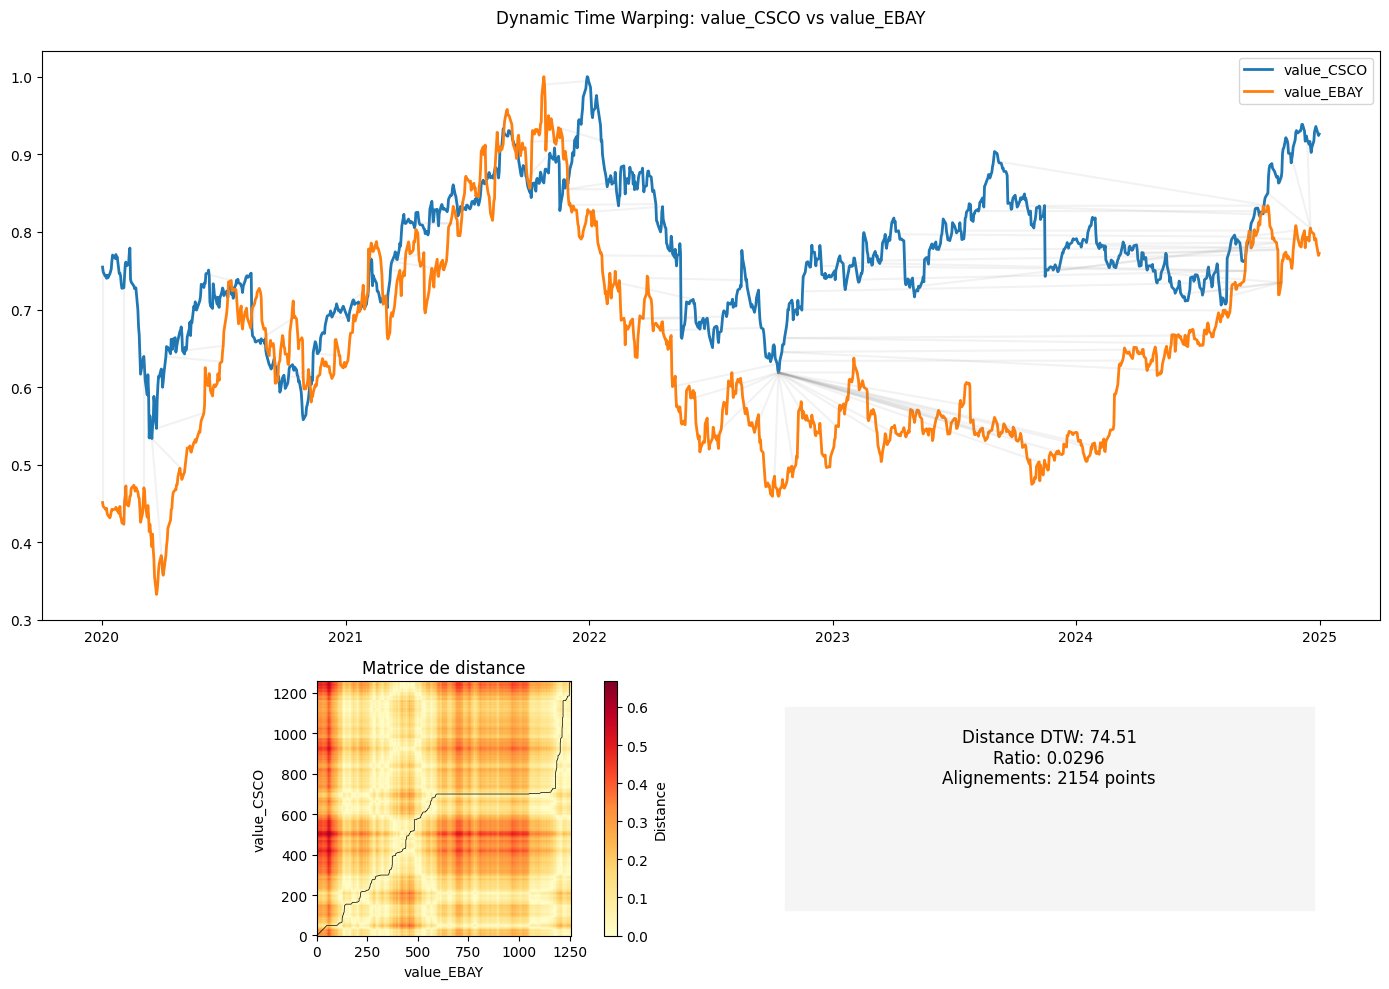 Dynamic Time Warping: value_CSCO vs value_EBAY
value_CSCO
value_EBAY
1.0
0.9
0.8
0.7
0.6
0.5
0.4
0.3
2020 2021 2022 2023 2024 2025
Matrice de distance
1200
1000
800
600
400
200
0
value_CSCO
0 250 500 750 1000 1250
value_EBAY
0.6
0.5
0.4
0.3
0.2
0.1
0.0
Distance
Distance DTW: 74.51
Ratio: 0.0296
Alignements: 2154 points